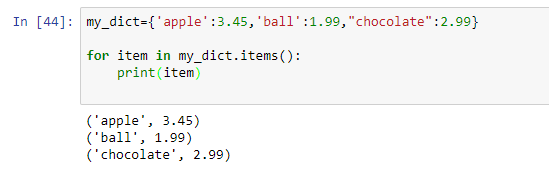 In [44]: my_dict={'apple':3.45,'ball':1.99,"chocolate":2.99}
for item in my_dict.items():
    print(item)
('apple', 3.45)
('ball', 1.99)
('chocolate', 2.99)